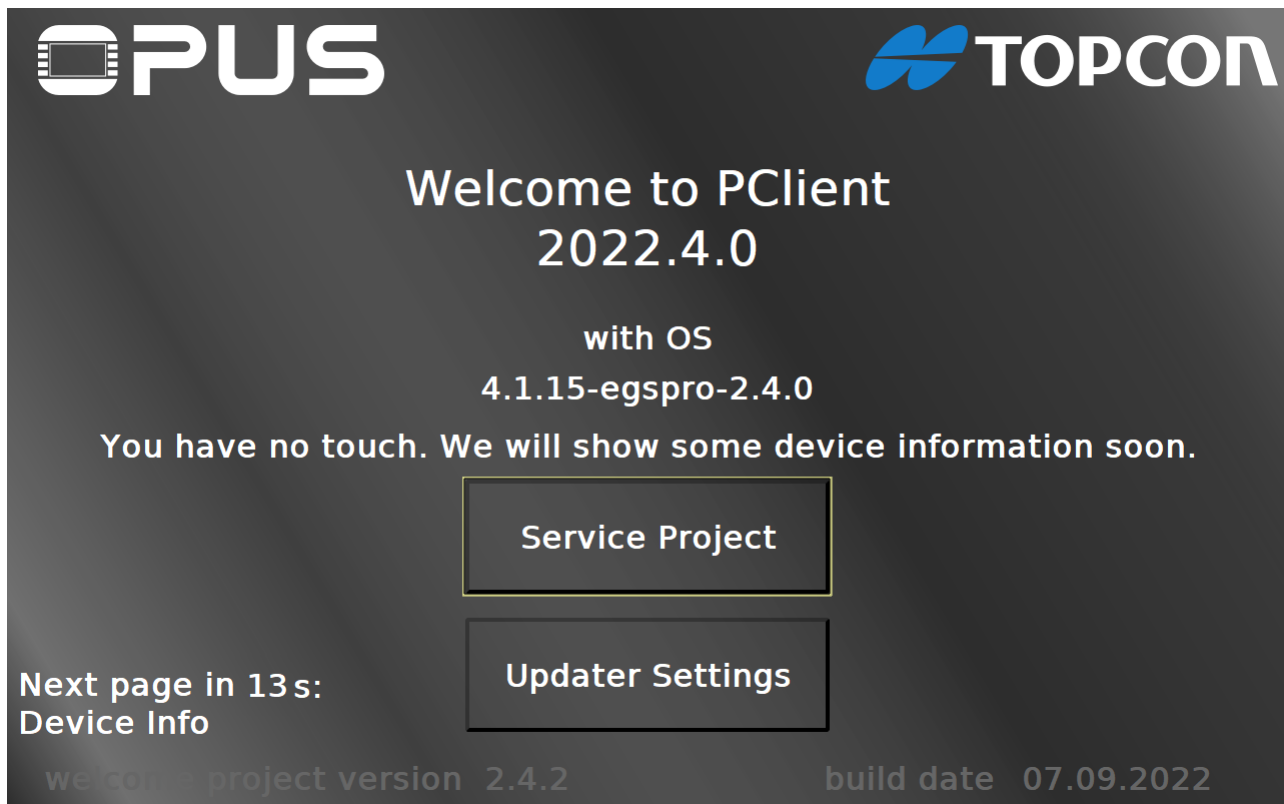 OPUS
TOPCON
Welcome to PClient
2022.4.0
with OS
4.1.15-egspro-2.4.0
You have no touch. We will show some device information soon.
Service Project
Updater Settings
Next page in 13 s:
Device Info
welcome project version 2.4.2
build date 07.09.2022